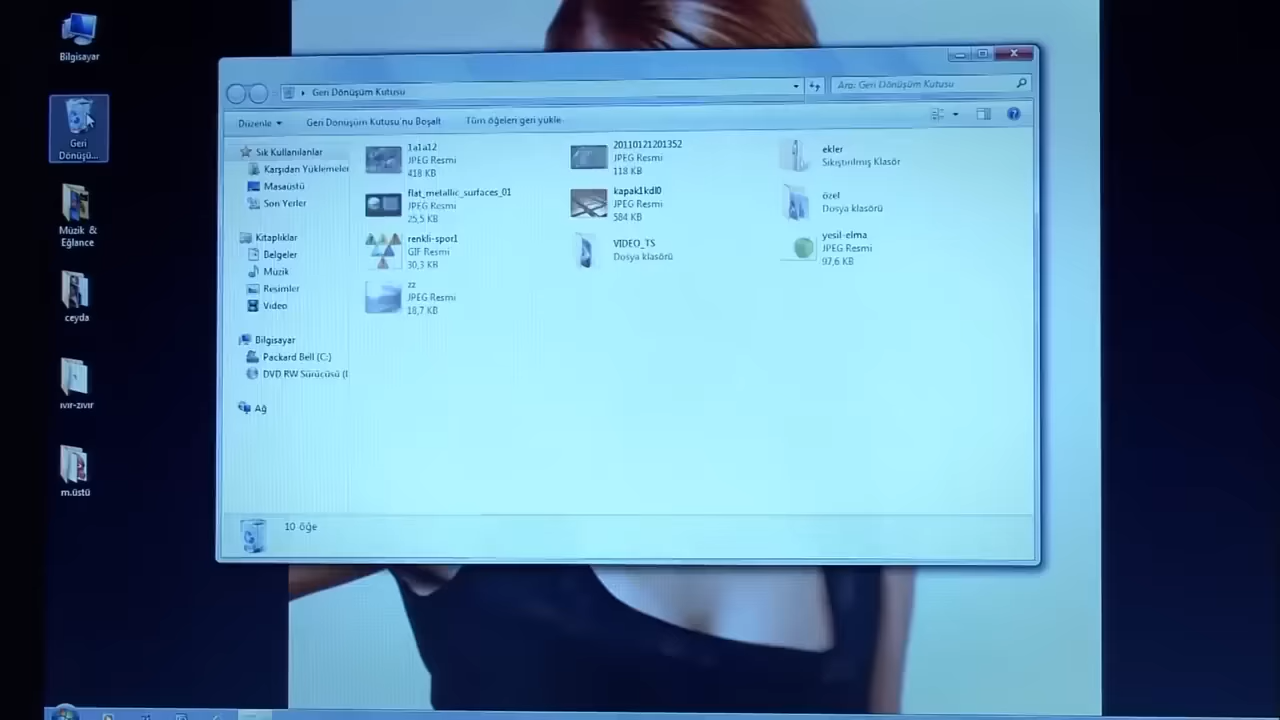 Bilgisayar
Geri
Dönüşü...
Müzik &
Eğlance
ceyda
ıvır-zıvır
m.üstü
Geri Dönüşüm Kutusu
Ara: Geri Dönüşüm Kutusu
Düzenle
Geri Dönüşüm Kutusu'nu Boşalt
Tüm öğeleri geri yükle
Sık Kullanılanlar
Karşıdan Yüklemeler
Masaüstü
Son Yerler
Kitaplıklar
Belgeler
Müzik
Resimler
Video
Bilgisayar
Packard Bell (C:)
DVD RW Sürücüsü (
Ağ
1a1a12
JPEG Resmi
418 KB
20110121201352
JPEG Resmi
118 KB
ekler
Sıkıştırılmış Klasör
flat_metallic_surfaces_01
JPEG Resmi
25,5 KB
kapak1kdl0
JPEG Resmi
584 KB
özel
Dosya klasörü
renkli-spor1
GIF Resmi
30,3 KB
VIDEO_TS
Dosya klasörü
yesil-elma
JPEG Resmi
97,6 KB
zz
JPEG Resmi
18,7 KB
10 öğe